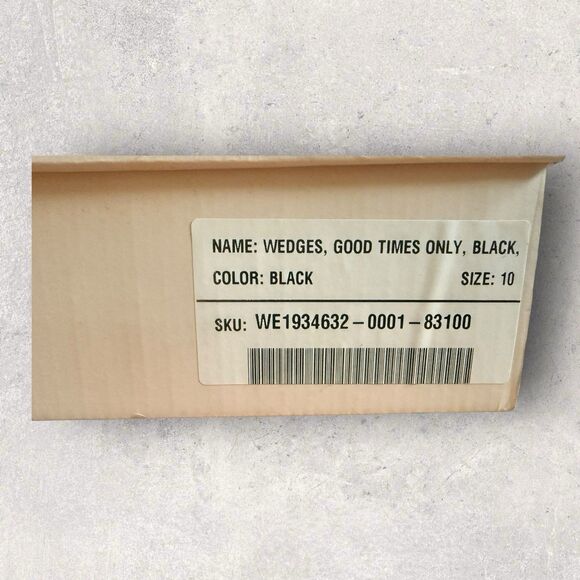 NAME: WEDGES, GOOD TIMES ONLY, BLACK,
COLOR: BLACK SIZE: 10
SKU: WE1934632-0001-83100